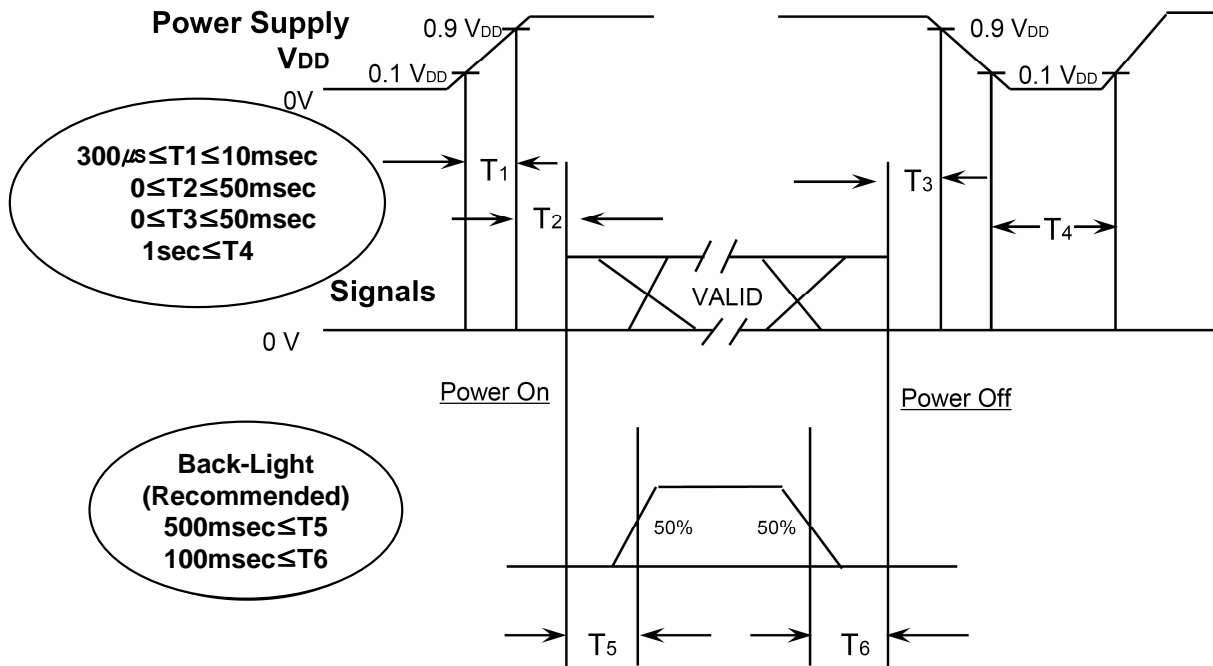 Power Supply
VDD
0.9 VDD
0.1 VDD
0V
0.9 VDD
0.1 VDD
300μs≤T1≤10msec
0≤T2≤50msec
0≤T3≤50msec
1sec≤T4
T1
T2
T3
T4
Signals
VALID
0 V
Power On
Power Off
Back-Light
(Recommended)
500msec≤T5
100msec≤T6
50%
50%
T5
T6